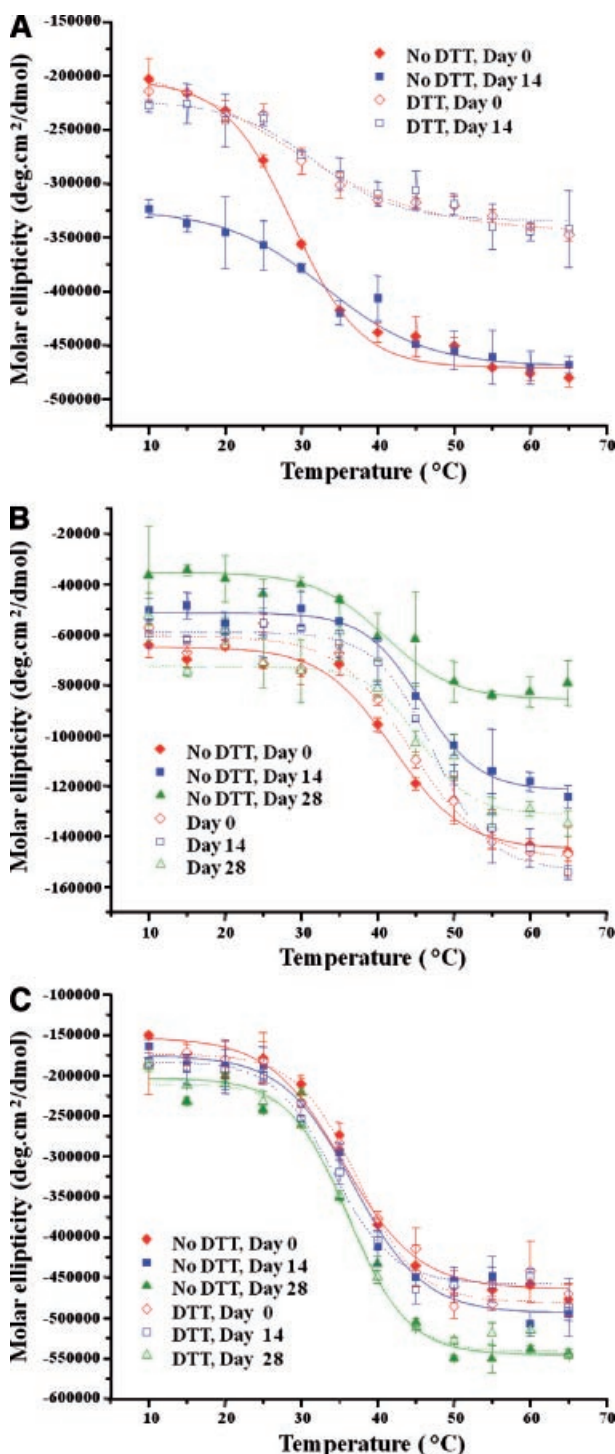 A
Molar ellipticity (deg.cm²/dmol)
-150000
-200000
-250000
-300000
-350000
-400000
-450000
-500000
No DTT, Day 0
No DTT, Day 14
DTT, Day 0
DTT, Day 14
10 20 30 40 50 60 70
Temperature (°C)
B
Molar ellipticity (deg.cm²/dmol)
-20000
-40000
-60000
-80000
-100000
-120000
-140000
-160000
No DTT, Day 0
No DTT, Day 14
No DTT, Day 28
Day 0
Day 14
Day 28
10 20 30 40 50 60 70
Temperature (°C)
C
Molar ellipticity (deg.cm²/dmol)
-100000
-150000
-200000
-250000
-300000
-350000
-400000
-450000
-500000
-550000
-600000
No DTT, Day 0
No DTT, Day 14
No DTT, Day 28
DTT, Day 0
DTT, Day 14
DTT, Day 28
10 20 30 40 50 60 70
Temperature (°C)